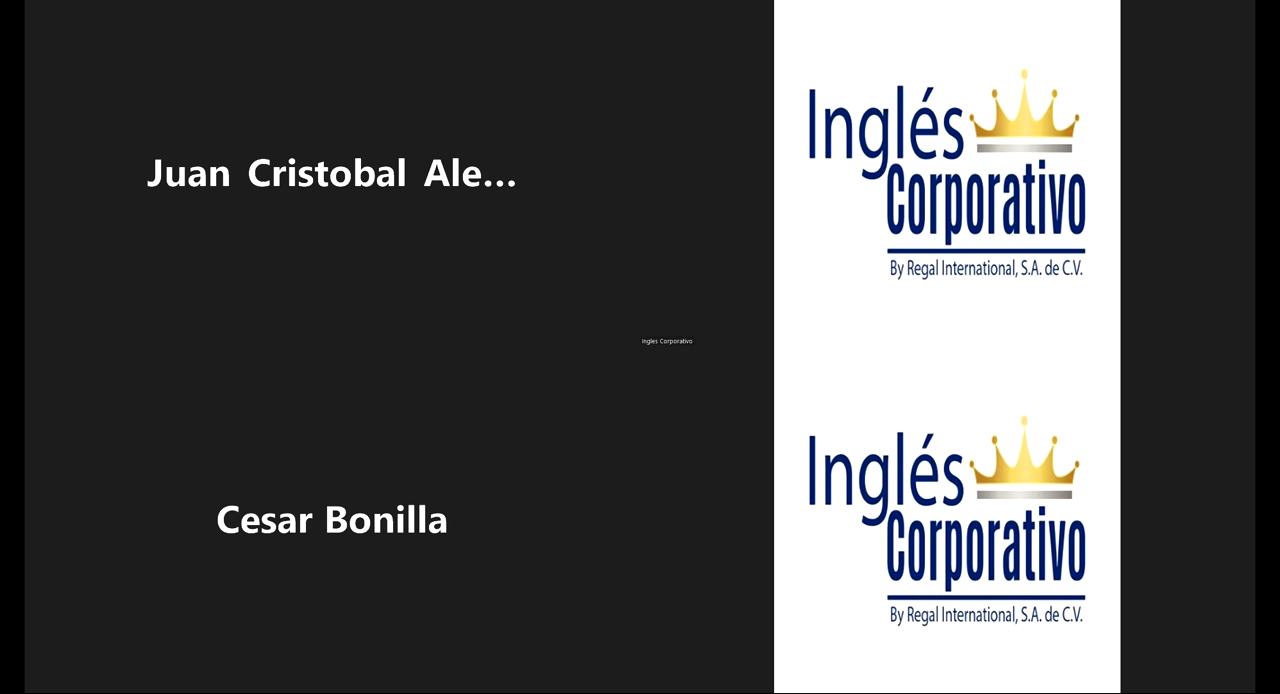 Juan Cristobal Ale...
Inglés
Corporativo
By Regal International, S.A. de C.V.
Ingles Corporativo
Cesar Bonilla
Inglés
Corporativo
By Regal International, S.A. de C.V.